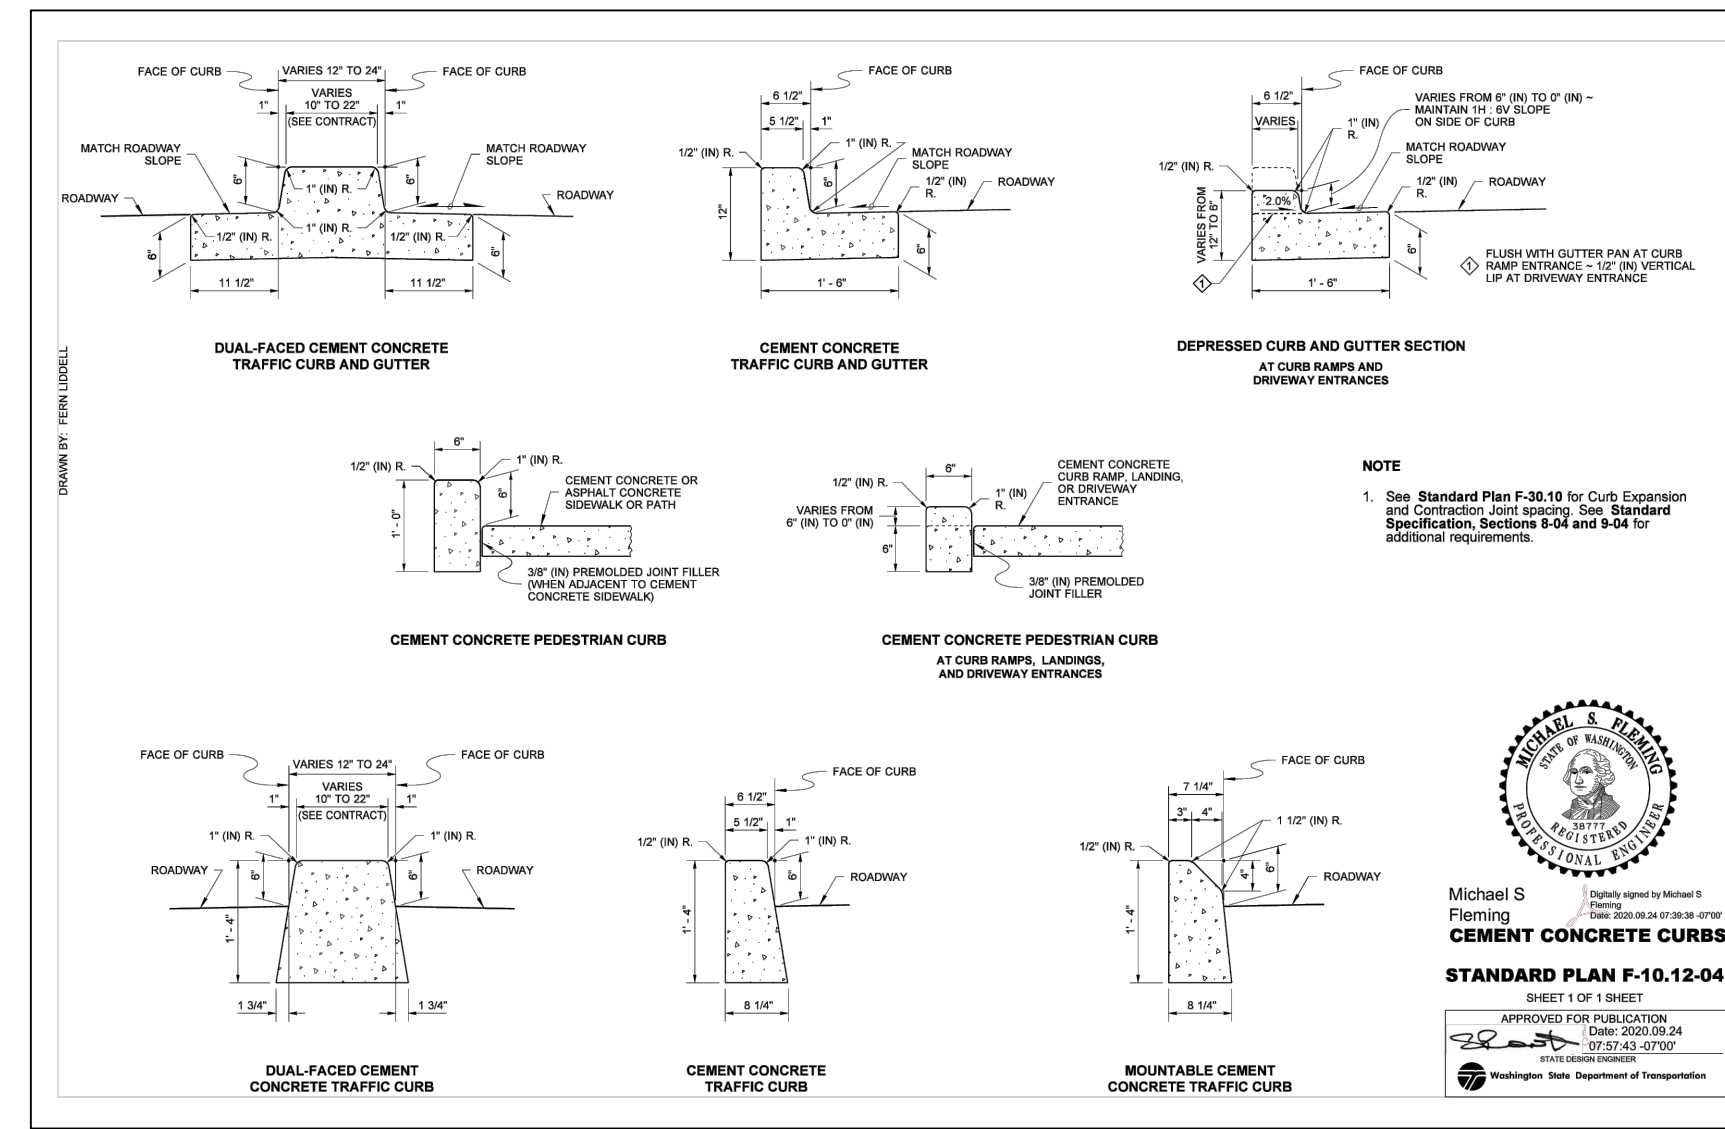 FACE OF CURB
VARIES 12" TO 24"
FACE OF CURB
VARIES
10" TO 22"
(SEE CONTRACT)
1"
1"
MATCH ROADWAY
SLOPE
MATCH ROADWAY
SLOPE
6"
6"
1" (IN) R.
ROADWAY
ROADWAY
1" (IN) R.
1/2" (IN) R.
1/2" (IN) R.
6"
6"
11 1/2"
11 1/2"
DUAL-FACED CEMENT CONCRETE
TRAFFIC CURB AND GUTTER
FACE OF CURB
6 1/2"
5 1/2"
1"
1/2" (IN) R.
1" (IN) R.
MATCH ROADWAY
SLOPE
6"
1/2" (IN)
R.
ROADWAY
12"
6"
1' - 6"
CEMENT CONCRETE
TRAFFIC CURB AND GUTTER
FACE OF CURB
6 1/2"
VARIES FROM 6" (IN) TO 0" (IN) ~
MAINTAIN 1H : 6V SLOPE
ON SIDE OF CURB
VARIES
1" (IN)
R.
MATCH ROADWAY
SLOPE
1/2" (IN) R.
1/2" (IN)
R.
ROADWAY
VARIES FROM
12" TO 6"
2.0%
6"
1
1' - 6"
1
FLUSH WITH GUTTER PAN AT CURB
RAMP ENTRANCE ~ 1/2" (IN) VERTICAL
LIP AT DRIVEWAY ENTRANCE
DEPRESSED CURB AND GUTTER SECTION
AT CURB RAMPS AND
DRIVEWAY ENTRANCES
DRAWN BY: FERN LIDDELL
6"
1/2" (IN) R.
1" (IN) R.
6"
CEMENT CONCRETE OR
ASPHALT CONCRETE
SIDEWALK OR PATH
1' - 0"
3/8" (IN) PREMOLDED JOINT FILLER
(WHEN ADJACENT TO CEMENT
CONCRETE SIDEWALK)
CEMENT CONCRETE PEDESTRIAN CURB
6"
1/2" (IN) R.
1" (IN)
R.
CEMENT CONCRETE
CURB RAMP, LANDING,
OR DRIVEWAY
ENTRANCE
VARIES FROM
6" (IN) TO 0" (IN)
6"
3/8" (IN) PREMOLDED
JOINT FILLER
CEMENT CONCRETE PEDESTRIAN CURB
AT CURB RAMPS, LANDINGS,
AND DRIVEWAY ENTRANCES
NOTE
1. See Standard Plan F-30.10 for Curb Expansion
and Contraction Joint spacing. See Standard
Specification, Sections 8-04 and 9-04 for
additional requirements.
FACE OF CURB
VARIES 12" TO 24"
FACE OF CURB
VARIES
10" TO 22"
(SEE CONTRACT)
1"
1"
1" (IN) R.
1" (IN) R.
ROADWAY
6"
6"
ROADWAY
1' - 4"
1 3/4"
1 3/4"
DUAL-FACED CEMENT
CONCRETE TRAFFIC CURB
FACE OF CURB
6 1/2"
5 1/2"
1"
1/2" (IN) R.
1" (IN) R.
6"
ROADWAY
1' - 4"
8 1/4"
CEMENT CONCRETE
TRAFFIC CURB
FACE OF CURB
7 1/4"
3"
4"
1 1/2" (IN) R.
1/2" (IN) R.
4"
6"
ROADWAY
1' - 4"
8 1/4"
MOUNTABLE CEMENT
CONCRETE TRAFFIC CURB
MICHAEL S. FLEMING
STATE OF WASHINGTON
38777
REGISTERED
PROFESSIONAL ENGINEER
Michael S
Fleming
Digitally signed by Michael S
Fleming
Date: 2020.09.24 07:39:38 -07'00'
CEMENT CONCRETE CURBS
STANDARD PLAN F-10.12-04
SHEET 1 OF 1 SHEET
APPROVED FOR PUBLICATION
Date: 2020.09.24
07:57:43 -07'00'
STATE DESIGN ENGINEER
Washington State Department of Transportation